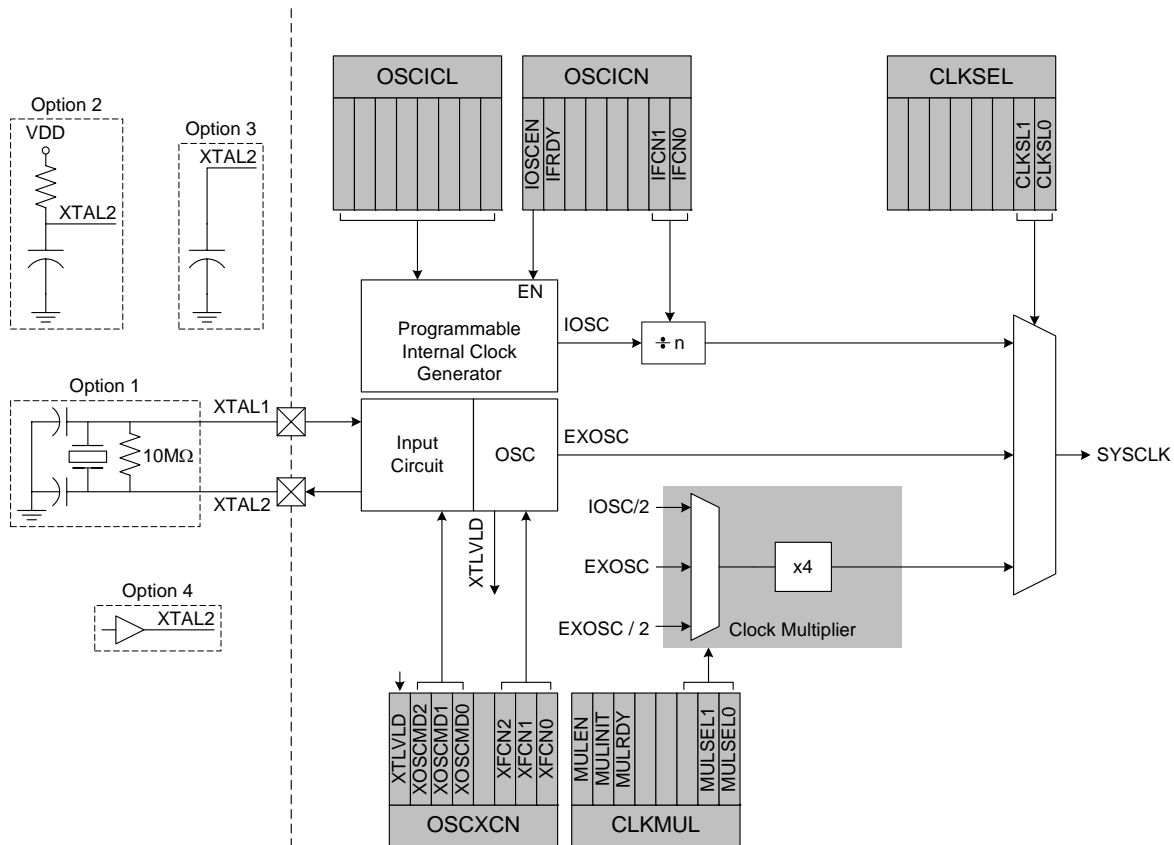 OSCICL
OSCICN
CLKSEL
IOSCEN
IFRDY
IFCN1
IFCN0
CLKSL1
CLKSL0
Option 2
VDD
XTAL2
Option 3
XTAL2
EN
Programmable
Internal Clock
Generator
IOSC
÷ n
Option 1
10MΩ
XTAL1
XTAL2
Input
Circuit
OSC
EXOSC
SYSCLK
XTLVLD
IOSC/2
EXOSC
EXOSC / 2
x4
Clock Multiplier
Option 4
XTAL2
XTLVLD
XOSCMD2
XOSCMD1
XOSCMD0
XFCN2
XFCN1
XFCN0
OSCXCN
MULEN
MULINIT
MULRDY
MULSEL1
MULSEL0
CLKMUL